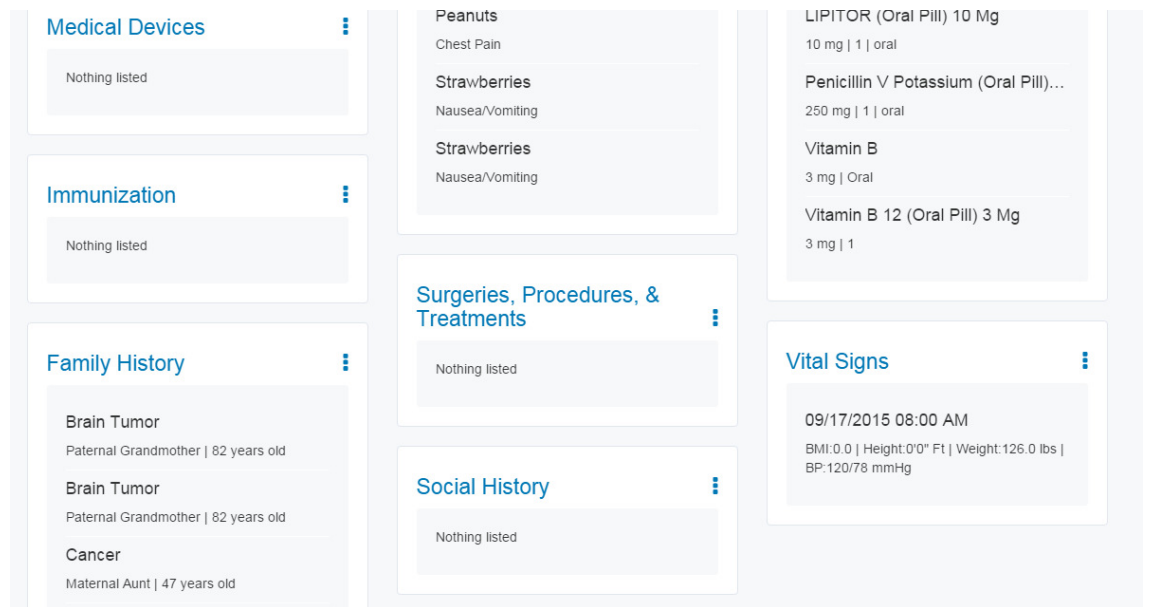 Medical Devices
Nothing listed
Immunization
Nothing listed
Family History
Brain Tumor
Paternal Grandmother | 82 years old
Brain Tumor
Paternal Grandmother | 82 years old
Cancer
Maternal Aunt | 47 years old
Peanuts
Chest Pain
Strawberries
Nausea/Vomiting
Strawberries
Nausea/Vomiting
Surgeries, Procedures, &
Treatments
Nothing listed
Social History
Nothing listed
LIPITOR (Oral Pill) 10 Mg
10 mg | 1 | oral
Penicillin V Potassium (Oral Pill)...
250 mg | 1 | oral
Vitamin B
3 mg | Oral
Vitamin B 12 (Oral Pill) 3 Mg
3 mg | 1
Vital Signs
09/17/2015 08:00 AM
BMI:0.0 | Height:0'0" Ft | Weight:126.0 lbs |
BP:120/78 mmHg